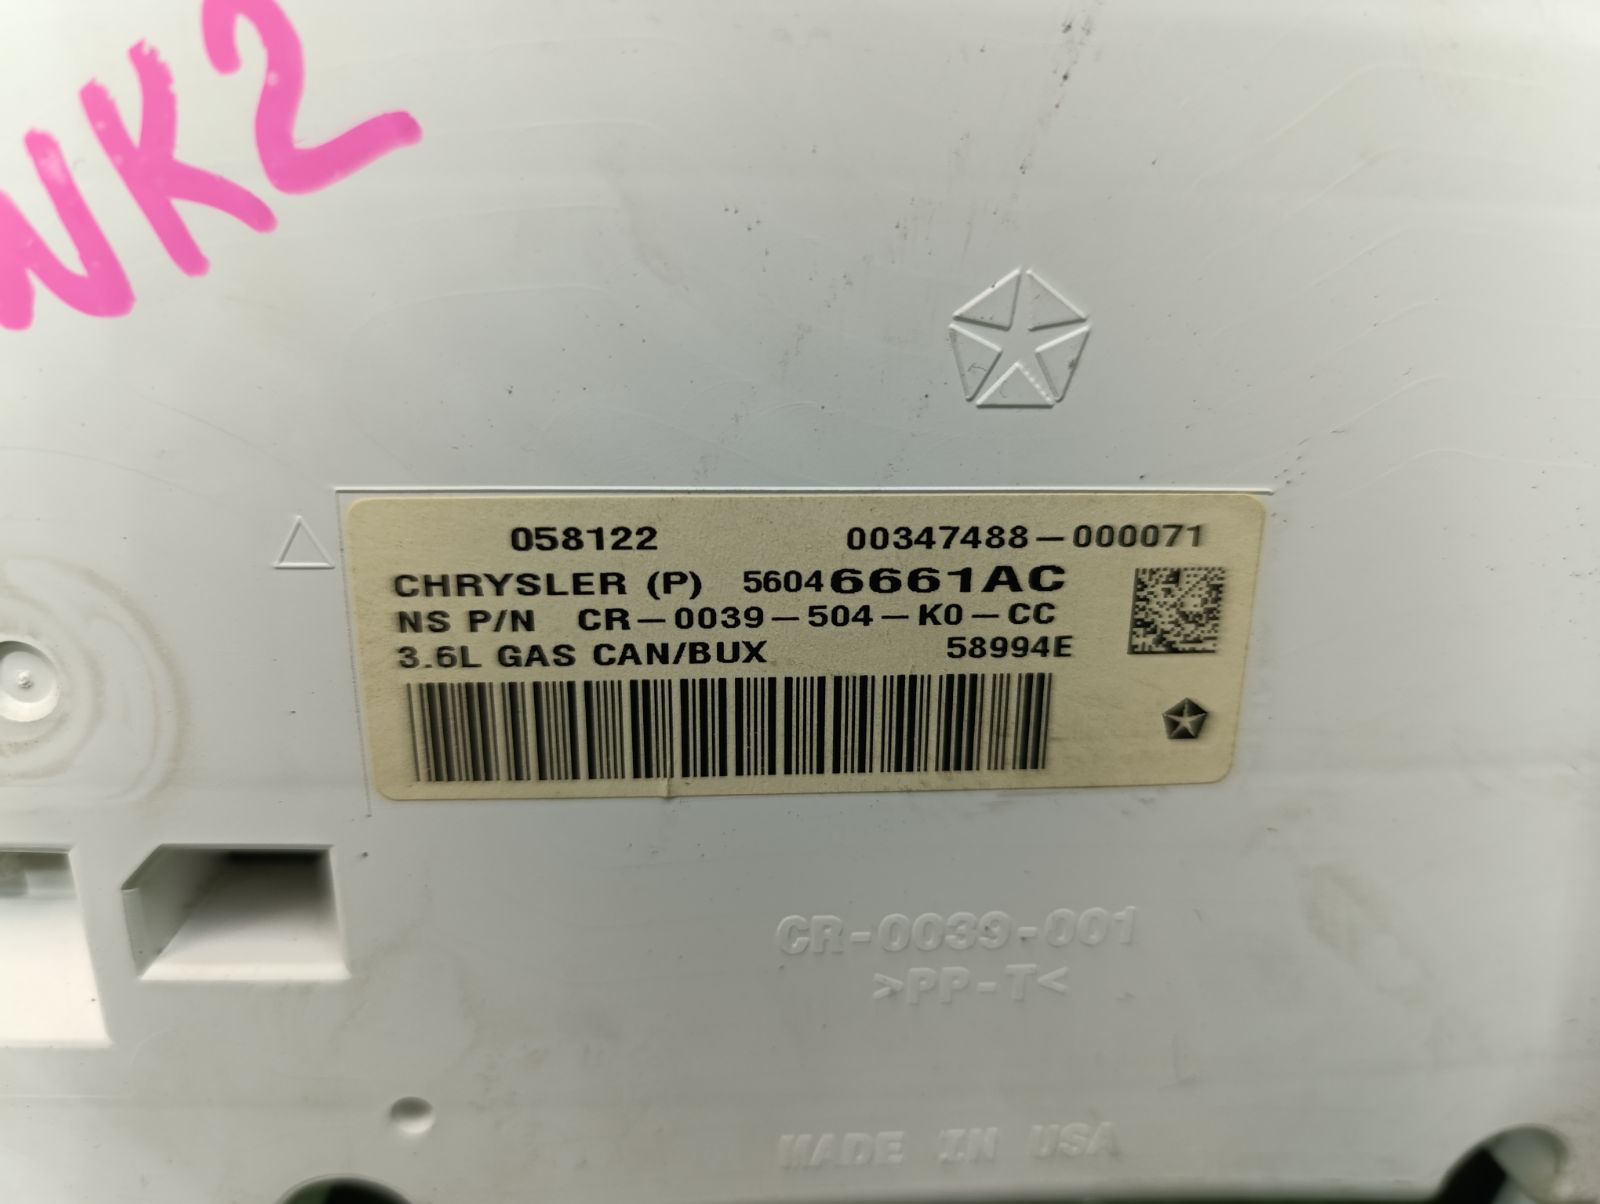 WK2
058122 00347488-000071
CHRYSLER (P) 56046661AC
NS P/N CR-0039-504-K0-CC
3.6L GAS CAN/BUX 58994E
CR-0039-001
>PP-T<
MADE IN USA